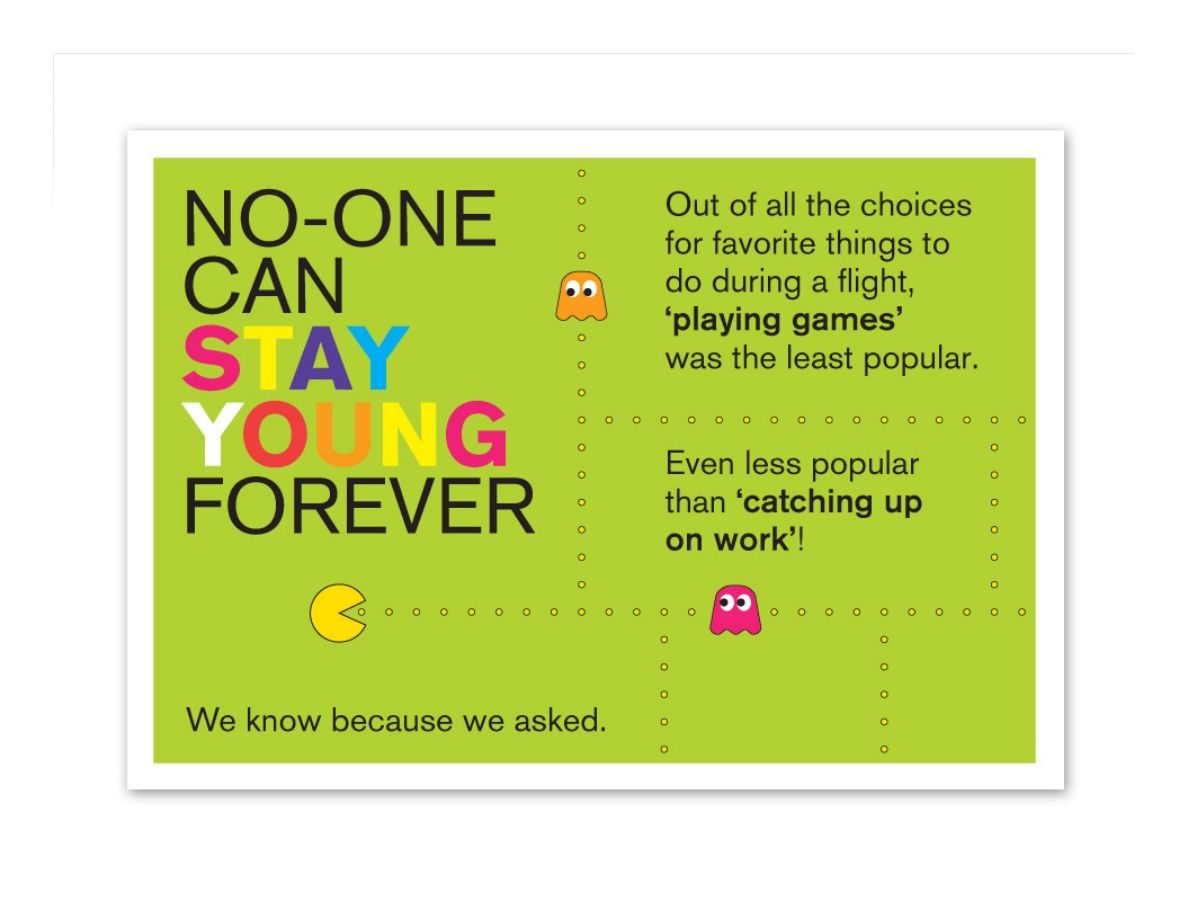 NO-ONE
CAN
STAY
YOUNG
FOREVER
We know because we asked.
Out of all the choices
for favorite things to
do during a flight,
‘playing games’
was the least popular.
Even less popular
than ‘catching up
on work’!